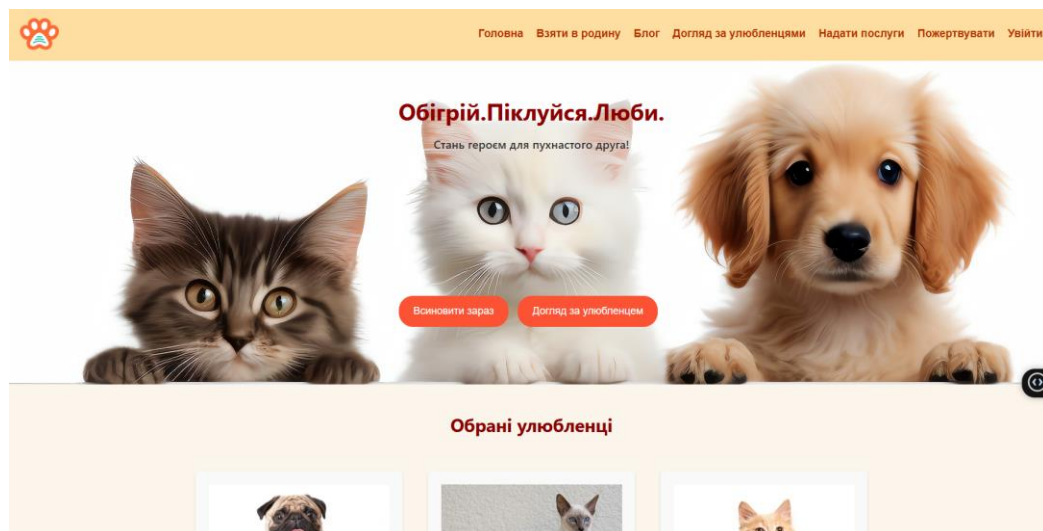 Головна Взяти в родину Блог Догляд за улюбленцями Надати послуги Пожертвувати Увійти
Обігрій.Піклуйся.Люби.
Стань героєм для пухнастого друга!
Всиновити зараз Догляд за улюбленцем
Обрані улюбленці